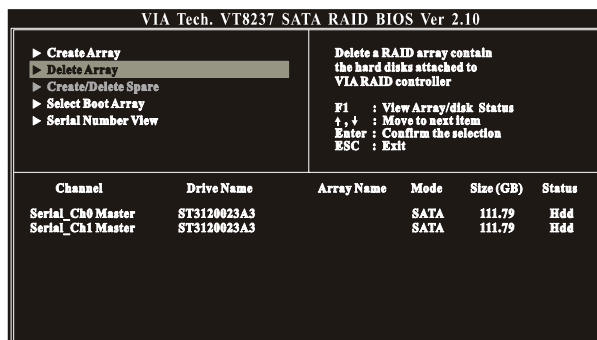 VIA Tech. VT8237 SATA RAID BIOS Ver 2.10
▶ Create Array
▶ Delete Array
▶ Create/Delete Spare
▶ Select Boot Array
▶ Serial Number View
Delete a RAID array contain
the hard disks attached to
VIA RAID controller
F1 : View Array/disk Status
↑,↓ : Move to next item
Enter : Confirm the selection
ESC : Exit
Channel Drive Name Array Name Mode Size (GB) Status
Serial_Ch0 Master ST3120023A3 SATA 111.79 Hdd
Serial_Ch1 Master ST3120023A3 SATA 111.79 Hdd